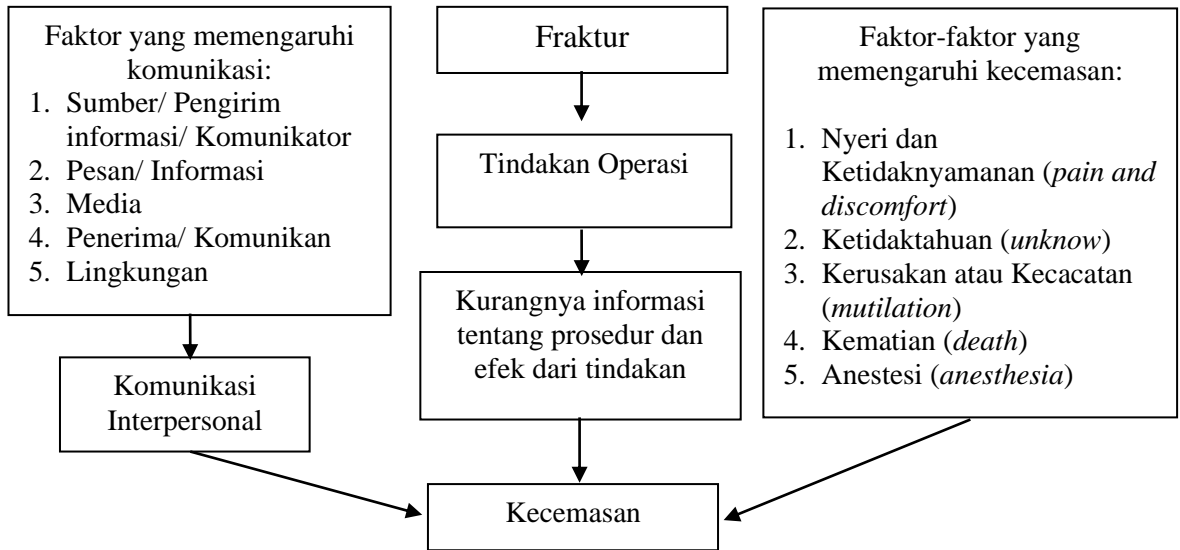 Faktor yang memengaruhi
komunikasi:
1. Sumber/ Pengirim
informasi/ Komunikator
2. Pesan/ Informasi
3. Media
4. Penerima/ Komunikan
5. Lingkungan
Komunikasi
Interpersonal
Fraktur
Tindakan Operasi
Kurangnya informasi
tentang prosedur dan
efek dari tindakan
Faktor-faktor yang
memengaruhi kecemasan:
1. Nyeri dan
Ketidaknyamanan (pain and
discomfort)
2. Ketidaktahuan (unknow)
3. Kerusakan atau Kecacatan
(mutilation)
4. Kematian (death)
5. Anestesi (anesthesia)
Kecemasan